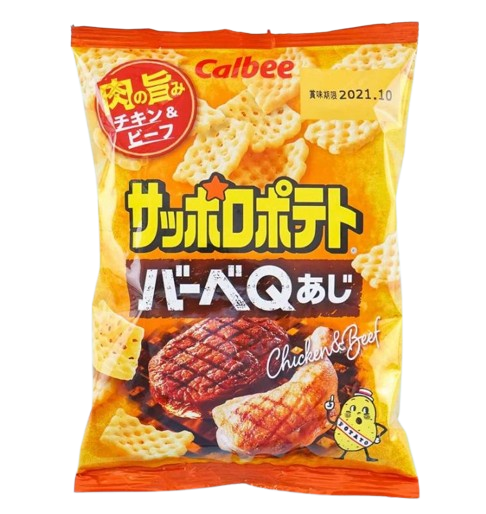 Calbee
賞味期限 2021.10
肉の旨み
チキン&
ビーフ
サッポロポテト
バーベQあじ
Chicken&Beef
POTATO